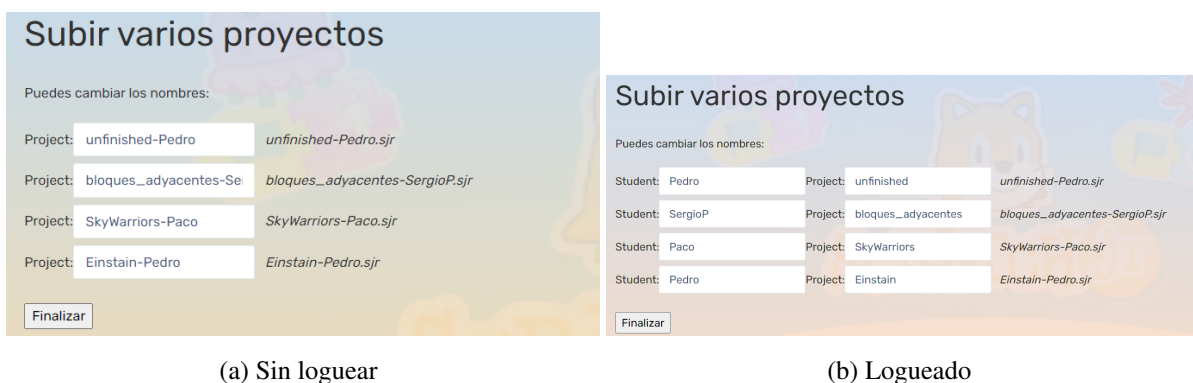 Subir varios proyectos
Puedes cambiar los nombres:
Project: unfinished-Pedro unfinished-Pedro.sjr
Project: bloques_adyacentes-Se bloques_adyacentes-SergioP.sjr
Project: SkyWarriors-Paco SkyWarriors-Paco.sjr
Project: Einstain-Pedro Einstain-Pedro.sjr
Finalizar
(a) Sin loguear
Subir varios proyectos
Puedes cambiar los nombres:
Student: Pedro Project: unfinished unfinished-Pedro.sjr
Student: SergioP Project: bloques_adyacentes bloques_adyacentes-SergioP.sjr
Student: Paco Project: SkyWarriors SkyWarriors-Paco.sjr
Student: Pedro Project: Einstain Einstain-Pedro.sjr
Finalizar
(b) Logueado